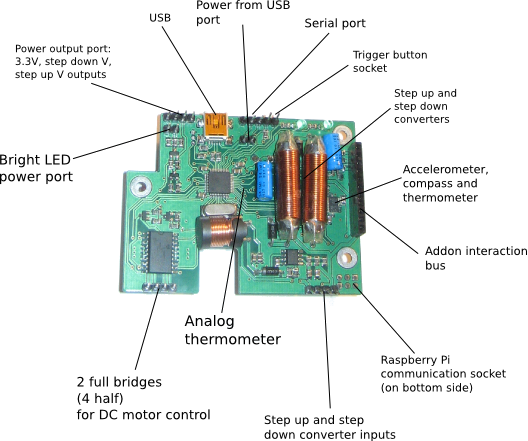 USB
Power from USB
port
Serial port
Power output port:
3.3V, step down V,
step up V outputs
Trigger button
socket
Step up and
step down
converters
Bright LED
power port
Accelerometer,
compass and
thermometer
Addon interaction
bus
Analog
thermometer
Raspberry Pi
communication socket
(on bottom side)
2 full bridges
(4 half)
for DC motor control
Step up and step
down converter inputs